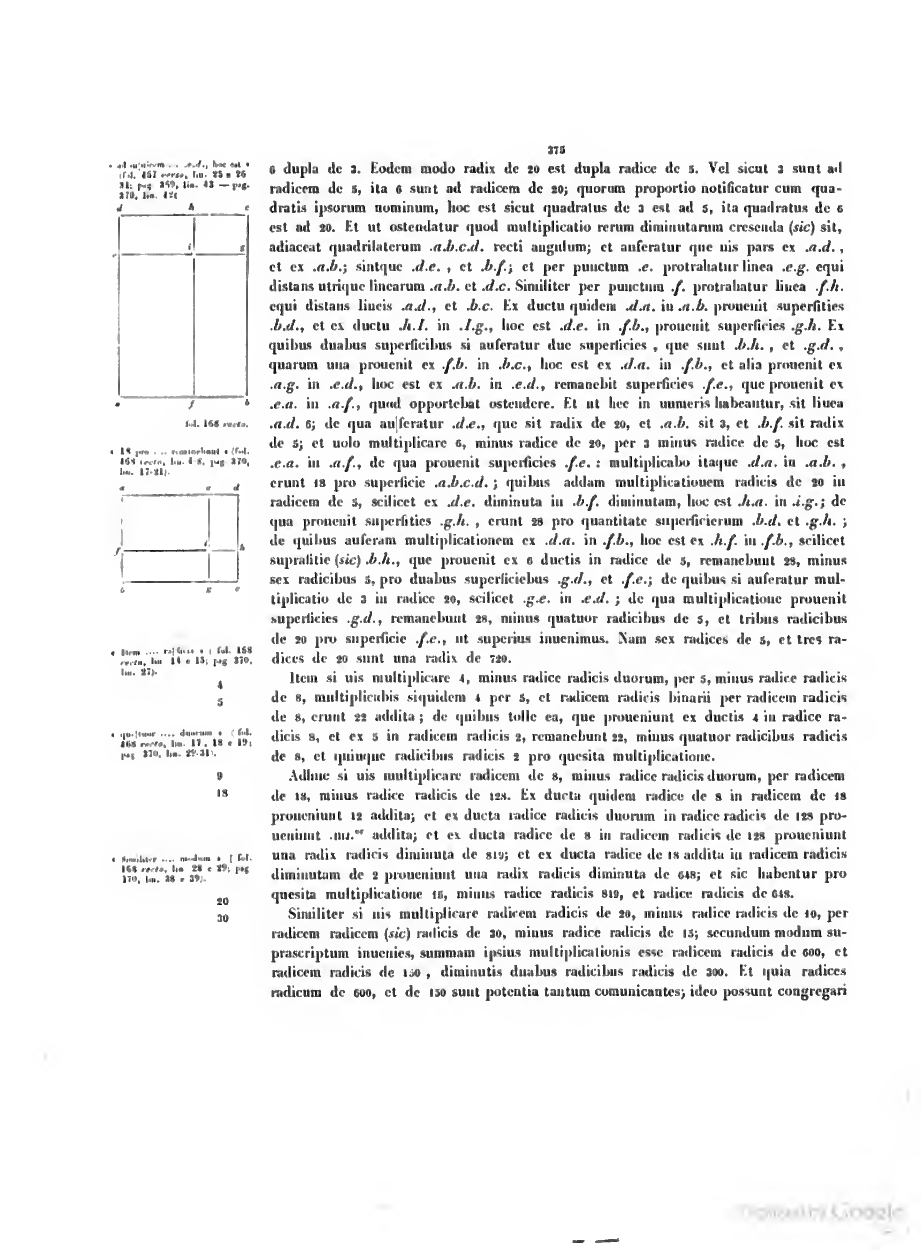 375
6 dupla de 3. Eodem modo radix de 20 est dupla radice de 5. Vel sicut 3 sunt ad
radicem de 5, ita 6 sunt ad radicem de 20; quorum proportio notificatur cum qua-
dratis ipsorum nominum, hoc est sicut quadratus de 3 est ad 5, ita quadratus de 6
est ad 20. Et ut ostendatur quod multiplicatio rerum diminutarum crescenda (sic) sit,
adiaceat quadrilaterum .a.b.c.d. recti angulum; et auferatur que uis pars ex .a.d. ,
et ex .a.b.; sintque .d.e. , et .b.f.; et per punctum .e. protrahatur linea .e.g. equi
distans utrique linearum .a.b. et .d.c. Similiter per punctum .f. protrahatur linea .f.h.
equi distans lineis .a.d., et .b.c. Ex ductu quidem .d.a. in .a.b. prouenit superfities
.b.d., et ex ductu .h.I. in .I.g., hoc est .d.e. in .f.b., prouenit superficies .g.h. Ex
quibus duabus superficibus si auferatur due superficies , que sunt .b.h. , et .g.d. ,
quarum una prouenit ex .f.b. in .b.c., hoc est ex .d.a. in .f.b., et alia prouenit ex
.a.g. in .e.d., hoc est ex .a.b. in .e.d., remanebit superficies .f.e., que prouenit ex
.e.a. in .a.f., quod opportebat ostendere. Et ut hec in numeris habeantur, sit linea
.a.d. 6; de qua au|feratur .d.e., que sit radix de 20, et .a.b. sit 3, et .b.f. sit radix
de 5; et uolo multiplicare 6, minus radice de 20, per 3 minus radice de 5, hoc est
.e.a. in .a.f., de qua prouenit superficies .f.e. : multiplicabo itaque .d.a. in .a.b. ,
erunt 18 pro superficie .a.b.c.d. ; quibus addam multiplicationem radicis de 20 in
radicem de 5, scilicet ex .d.e. diminuta in .b.f. diminutam, hoc est .h.a. in .i.g.; de
qua prouenit superfities .g.h. , erunt 28 pro quantitate superficierum .b.d. et .g.h. ;
de quibus auferam multiplicationem ex .d.a. in .f.b., hoc est ex .h.f. in .f.b., scilicet
supralitie (sic) .b.h., que prouenit ex 6 ductis in radice de 5, remanebunt 28, minus
sex radicibus 5, pro duabus superficiebus .g.d., et .f.e.; de quibus si auferatur mul-
tiplicatio de 3 in radice 20, scilicet .g.e. in .e.d. ; de qua multiplicatione prouenit
superficies .g.d., remanebunt 28, minus quatuor radicibus de 5, et tribus radicibus
de 20 pro superficie .f.e., ut superius inuenimus. Nam sex radices de 5, et tres ra-
dices de 20 sunt una radix de 720.
Item si uis multiplicare 4, minus radice radicis duorum, per 5, minus radice radicis
de 8, multiplicabis siquidem 4 per 5, et radicem radicis binarii per radicem radicis
de 8, erunt 22 addita ; de quibus tolle ea, que proueniunt ex ductis 4 in radice ra-
dicis 8, et ex 5 in radicem radicis 2, remanebunt 22, minus quatuor radicibus radicis
de 8, et quinque radicibus radicis 2 pro quesita multiplicatione.
Adhuc si uis multiplicare radicem de 8, minus radice radicis duorum, per radicem
de 18, minus radice radicis de 128. Ex ducta quidem radice de 8 in radicem de 18
proueniunt 12 addita; et ex ducta radice radicis duorum in radice radicis de 128 pro-
ueniunt addita; et ex ducta radice de 8 in radicem radicis de 128 proueniunt
una radix radicis diminuta de 819; et ex ducta radice de 18 addita in radicem radicis
diminutam de 2 proueniunt una radix radicis diminuta de 648; et sic habentur pro
quesita multiplicatione 16, minus radice radicis 819, et radice radicis de 648.
Similiter si uis multiplicare radicem radicis de 20, minus radice radicis de 10, per
radicem radicem (sic) radicis de 30, minus radice radicis de 15; secundum modum su-
prascriptum inuenies, summam ipsius multiplicationis esse radicem radicis de 600, et
radicem radicis de 150 , diminutis duabus radicibus radicis de 300. Et quia radices
radicum de 600, et de 150 sunt potentia tantum comunicantes; ideo possunt congregari
d h c
e i g
a f b
fol. 168 recto.
a e d
f i h
b g c
4
5
9
18
20
30
Digitized by Google